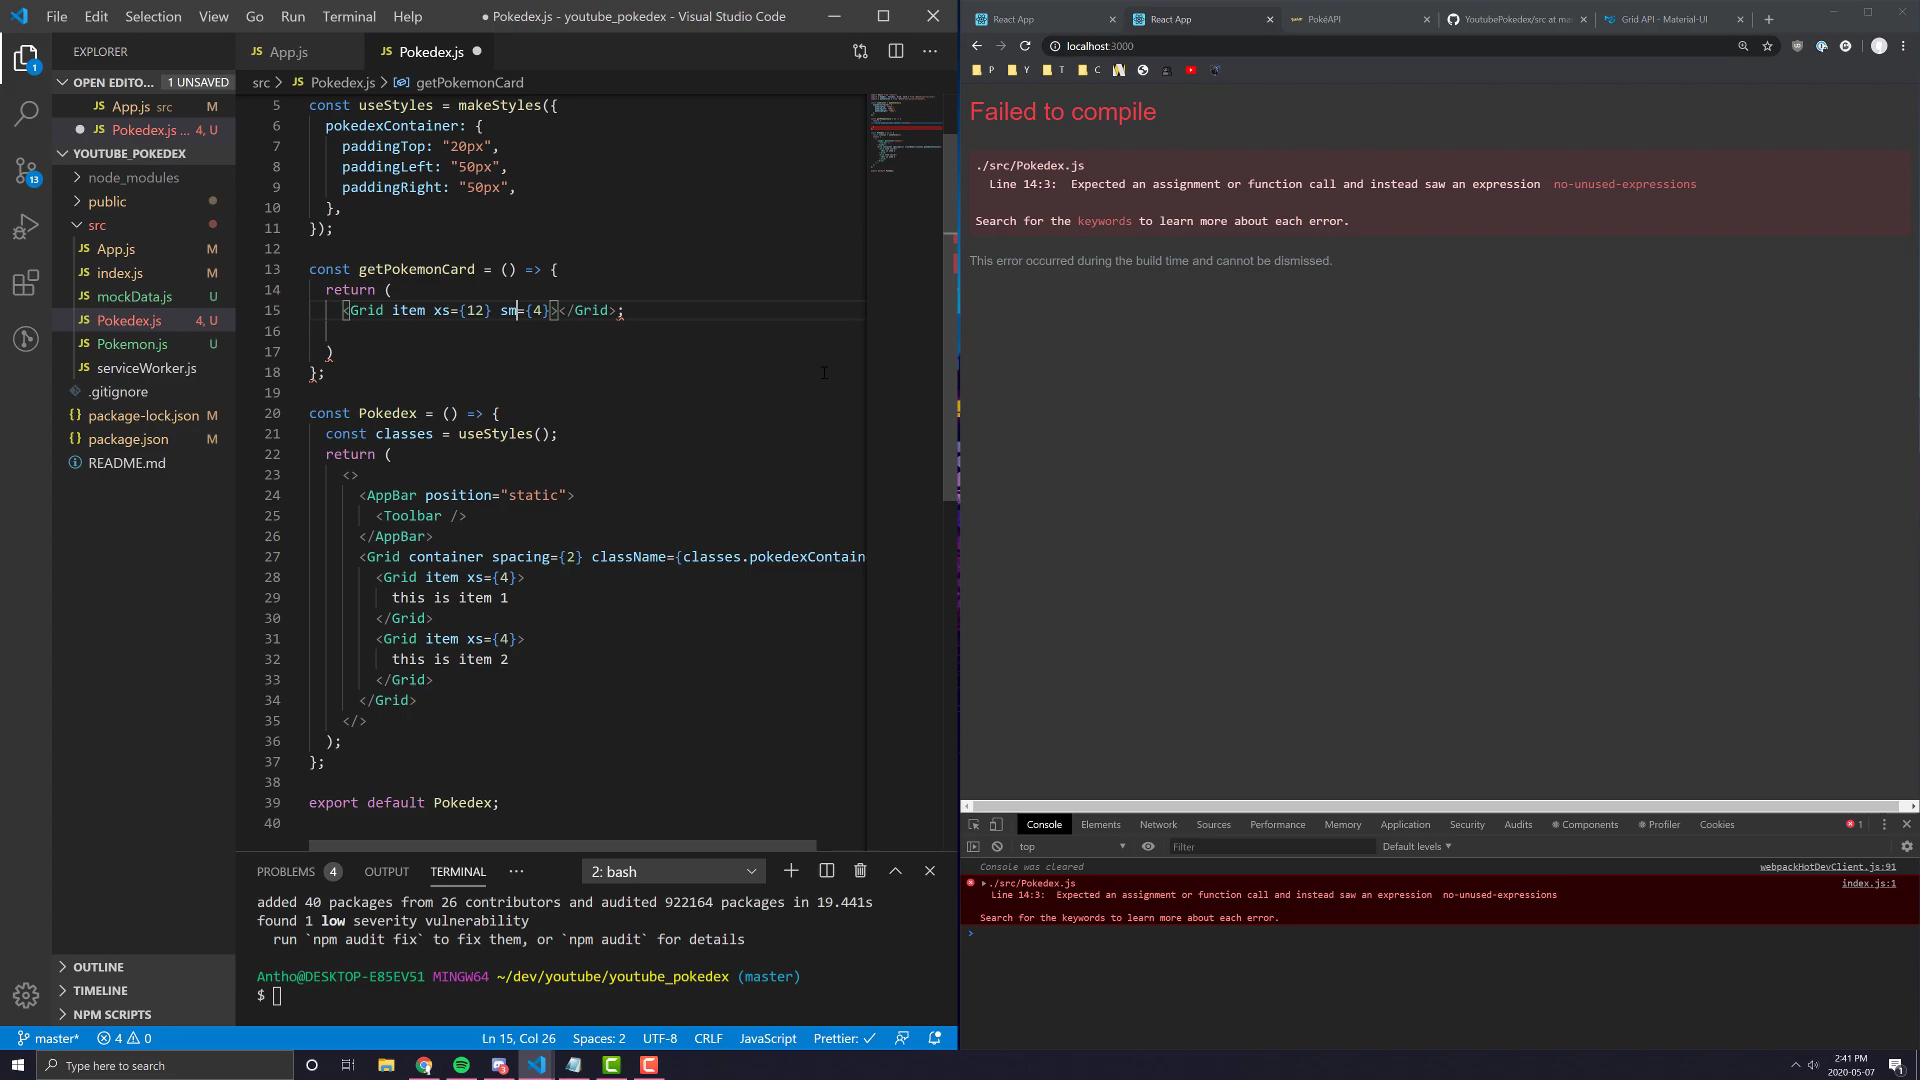 File Edit Selection View Go Run Terminal Help
● Pokedex.js - youtube_pokedex - Visual Studio Code
EXPLORER
OPEN EDITO... 1 UNSAVED
App.js src M
Pokedex.js ... 4, U
YOUTUBE_POKEDEX
node_modules
public
src
App.js M
index.js M
mockData.js U
Pokedex.js 4, U
Pokemon.js U
serviceWorker.js
.gitignore
package-lock.json M
package.json M
README.md
OUTLINE
TIMELINE
NPM SCRIPTS
1
13
JS App.js
JS Pokedex.js ●
src > JS Pokedex.js > getPokemonCard
5 const useStyles = makeStyles({
6 pokedexContainer: {
7 paddingTop: "20px",
8 paddingLeft: "50px",
9 paddingRight: "50px",
10 },
11 });
12
13 const getPokemonCard = () => {
14 return (
15 <Grid item xs={12} sm={4}></Grid>;
16
17 )
18 };
19
20 const Pokedex = () => {
21 const classes = useStyles();
22 return (
23 <>
24 <AppBar position="static">
25 <Toolbar />
26 </AppBar>
27 <Grid container spacing={2} className={classes.pokedexContain
28 <Grid item xs={4}>
29 this is item 1
30 </Grid>
31 <Grid item xs={4}>
32 this is item 2
33 </Grid>
34 </Grid>
35 </>
36 );
37 };
38
39 export default Pokedex;
40
PROBLEMS 4 OUTPUT TERMINAL ··· 2: bash
added 40 packages from 26 contributors and audited 922164 packages in 19.441s
found 1 low severity vulnerability
run `npm audit fix` to fix them, or `npm audit` for details
Antho@DESKTOP-E85EV51 MINGW64 ~/dev/youtube/youtube_pokedex (master)
$
master* 4 0 Ln 15, Col 26 Spaces: 2 UTF-8 CRLF JavaScript Prettier: ✓
React App
React App
PokéAPI
YoutubePokedex/src at ma
Grid API - Material-UI
localhost:3000
P Y T C
Failed to compile
./src/Pokedex.js
Line 14:3: Expected an assignment or function call and instead saw an expression no-unused-expressions
Search for the keywords to learn more about each error.
This error occurred during the build time and cannot be dismissed.
Console Elements Network Sources Performance Memory Application Security Audits Components Profiler Cookies 1
top Filter Default levels
Console was cleared webpackHotDevClient.js:91
./src/Pokedex.js index.js:1
Line 14:3: Expected an assignment or function call and instead saw an expression no-unused-expressions
Search for the keywords to learn more about each error.
Type here to search
2:41 PM
2020-05-07
1